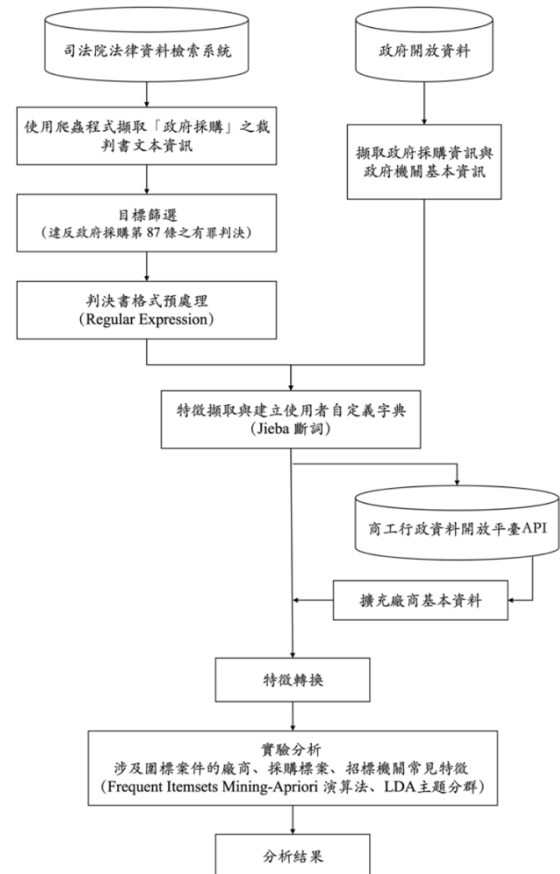 司法院法律資料檢索系統
政府開放資料
使用爬蟲程式擷取「政府採購」之裁
判書文本資訊
擷取政府採購資訊與
政府機關基本資訊
目標篩選
(違反政府採購第 87 條之有罪判決)
判決書格式預處理
(Regular Expression)
特徵擷取與建立使用者自定義字典
(Jieba 斷詞)
商工行政資料開放平臺API
擴充廠商基本資料
特徵轉換
實驗分析
涉及圍標案件的廠商、採購標案、招標機關常見特徵
(Frequent Itemsets Mining-Apriori 演算法、LDA主題分群)
分析結果